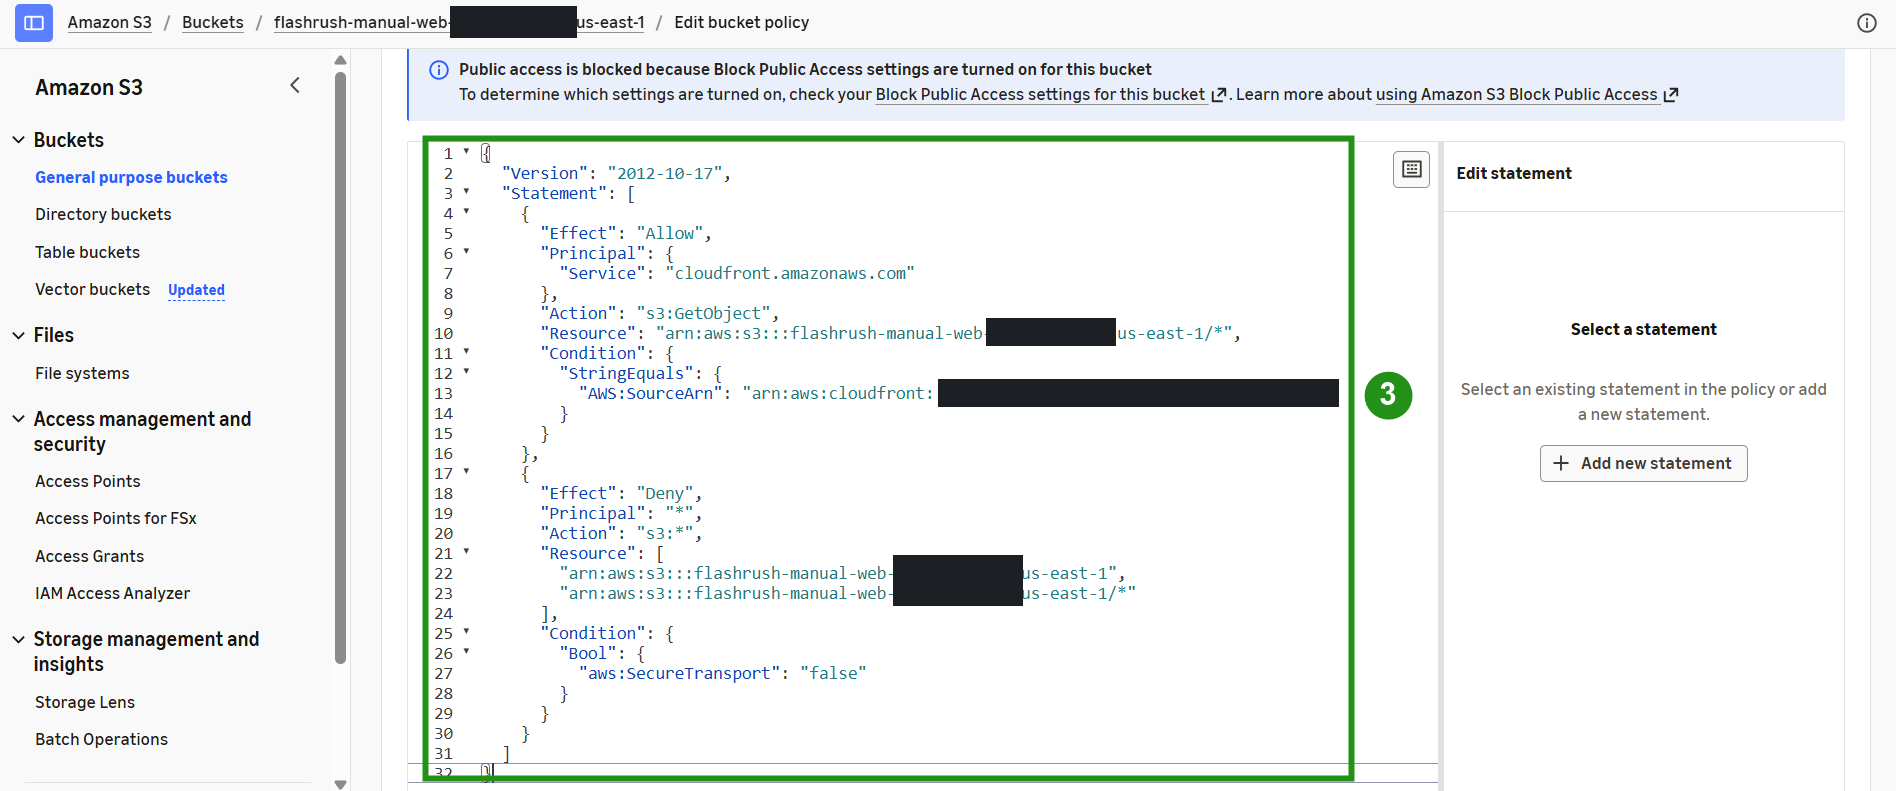 Amazon S3 / Buckets / flashrush-manual-web- us-east-1 / Edit bucket policy
Amazon S3
Buckets
General purpose buckets
Directory buckets
Table buckets
Vector buckets Updated
Files
File systems
Access management and
security
Access Points
Access Points for FSx
Access Grants
IAM Access Analyzer
Storage management and
insights
Storage Lens
Batch Operations
Public access is blocked because Block Public Access settings are turned on for this bucket
To determine which settings are turned on, check your Block Public Access settings for this bucket . Learn more about using Amazon S3 Block Public Access
1 {
2 "Version": "2012-10-17",
3 "Statement": [
4 {
5 "Effect": "Allow",
6 "Principal": {
7 "Service": "cloudfront.amazonaws.com"
8 },
9 "Action": "s3:GetObject",
10 "Resource": "arn:aws:s3:::flashrush-manual-web- us-east-1/*",
11 "Condition": {
12 "StringEquals": {
13 "AWS:SourceArn": "arn:aws:cloudfront:
14 }
15 }
16 },
17 {
18 "Effect": "Deny",
19 "Principal": "*",
20 "Action": "s3:*",
21 "Resource": [
22 "arn:aws:s3:::flashrush-manual-web- us-east-1",
23 "arn:aws:s3:::flashrush-manual-web- us-east-1/*"
24 ],
25 "Condition": {
26 "Bool": {
27 "aws:SecureTransport": "false"
28 }
29 }
30 }
31 ]
32 }
3
Edit statement
Select a statement
Select an existing statement in the policy or add
a new statement.
+ Add new statement